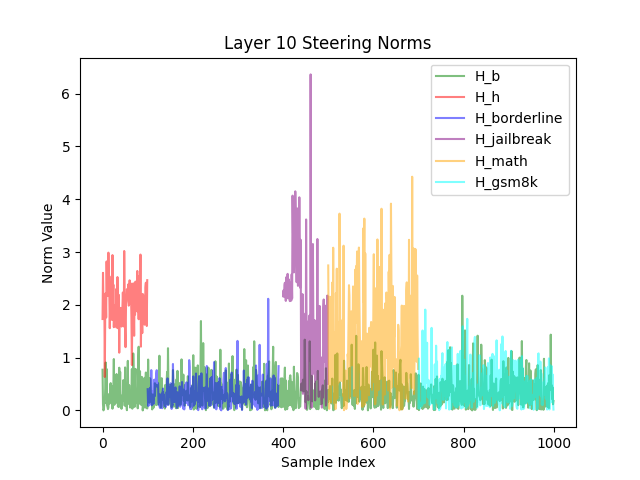 Layer 10 Steering Norms
H_b
H_h
H_borderline
H_jailbreak
H_math
H_gsm8k
6
5
4
3
2
1
0
Norm Value
0
200
400
600
800
1000
Sample Index